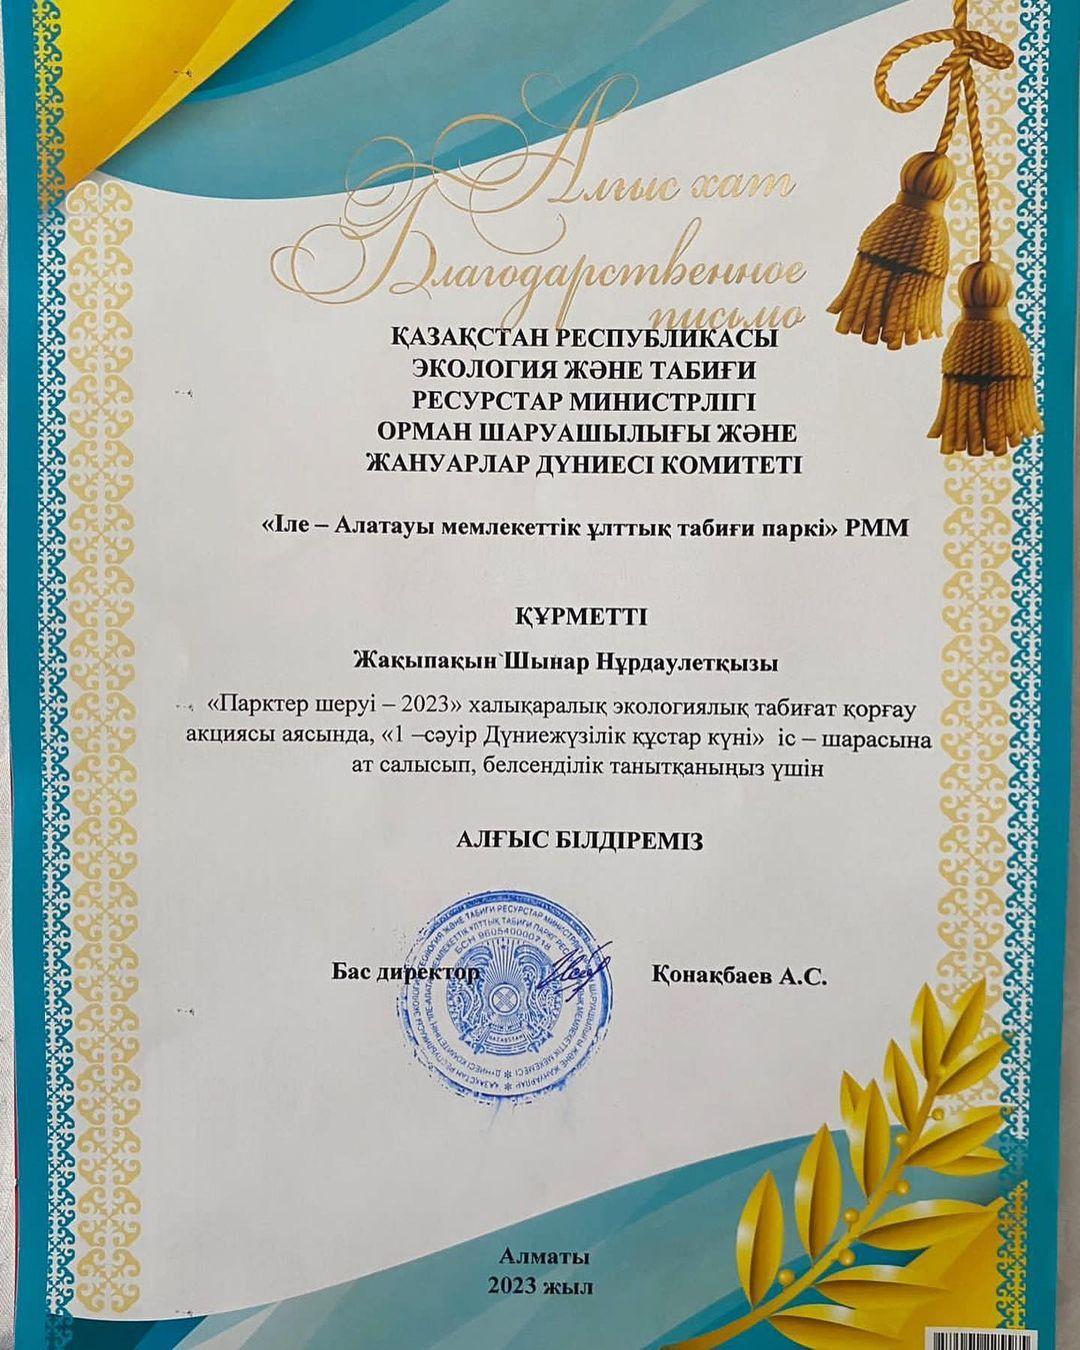 Алғыс хат
Благодарственное
письмо
ҚАЗАҚСТАН РЕСПУБЛИКАСЫ
ЭКОЛОГИЯ ЖӘНЕ ТАБИҒИ
РЕСУРСТАР МИНИСТРЛІГІ
ОРМАН ШАРУАШЫЛЫҒЫ ЖӘНЕ
ЖАНУАРЛАР ДҮНИЕСІ КОМИТЕТІ
«Іле – Алатауы мемлекеттік ұлттық табиғи паркі» РММ
ҚҰРМЕТТІ
Жақыпақын Шынар Нұрдаулетқызы
«Парктер шеруі – 2023» халықаралық экологиялық табиғат қорғау
акциясы аясында, «1 –сәуір Дүниежүзілік құстар күні» іс – шарасына
ат салысып, белсенділік танытқаныңыз үшін
АЛҒЫС БІЛДІРЕМІЗ
БСН 960540000718
Бас директор Қонақбаев А.С.
Алматы
2023 жыл